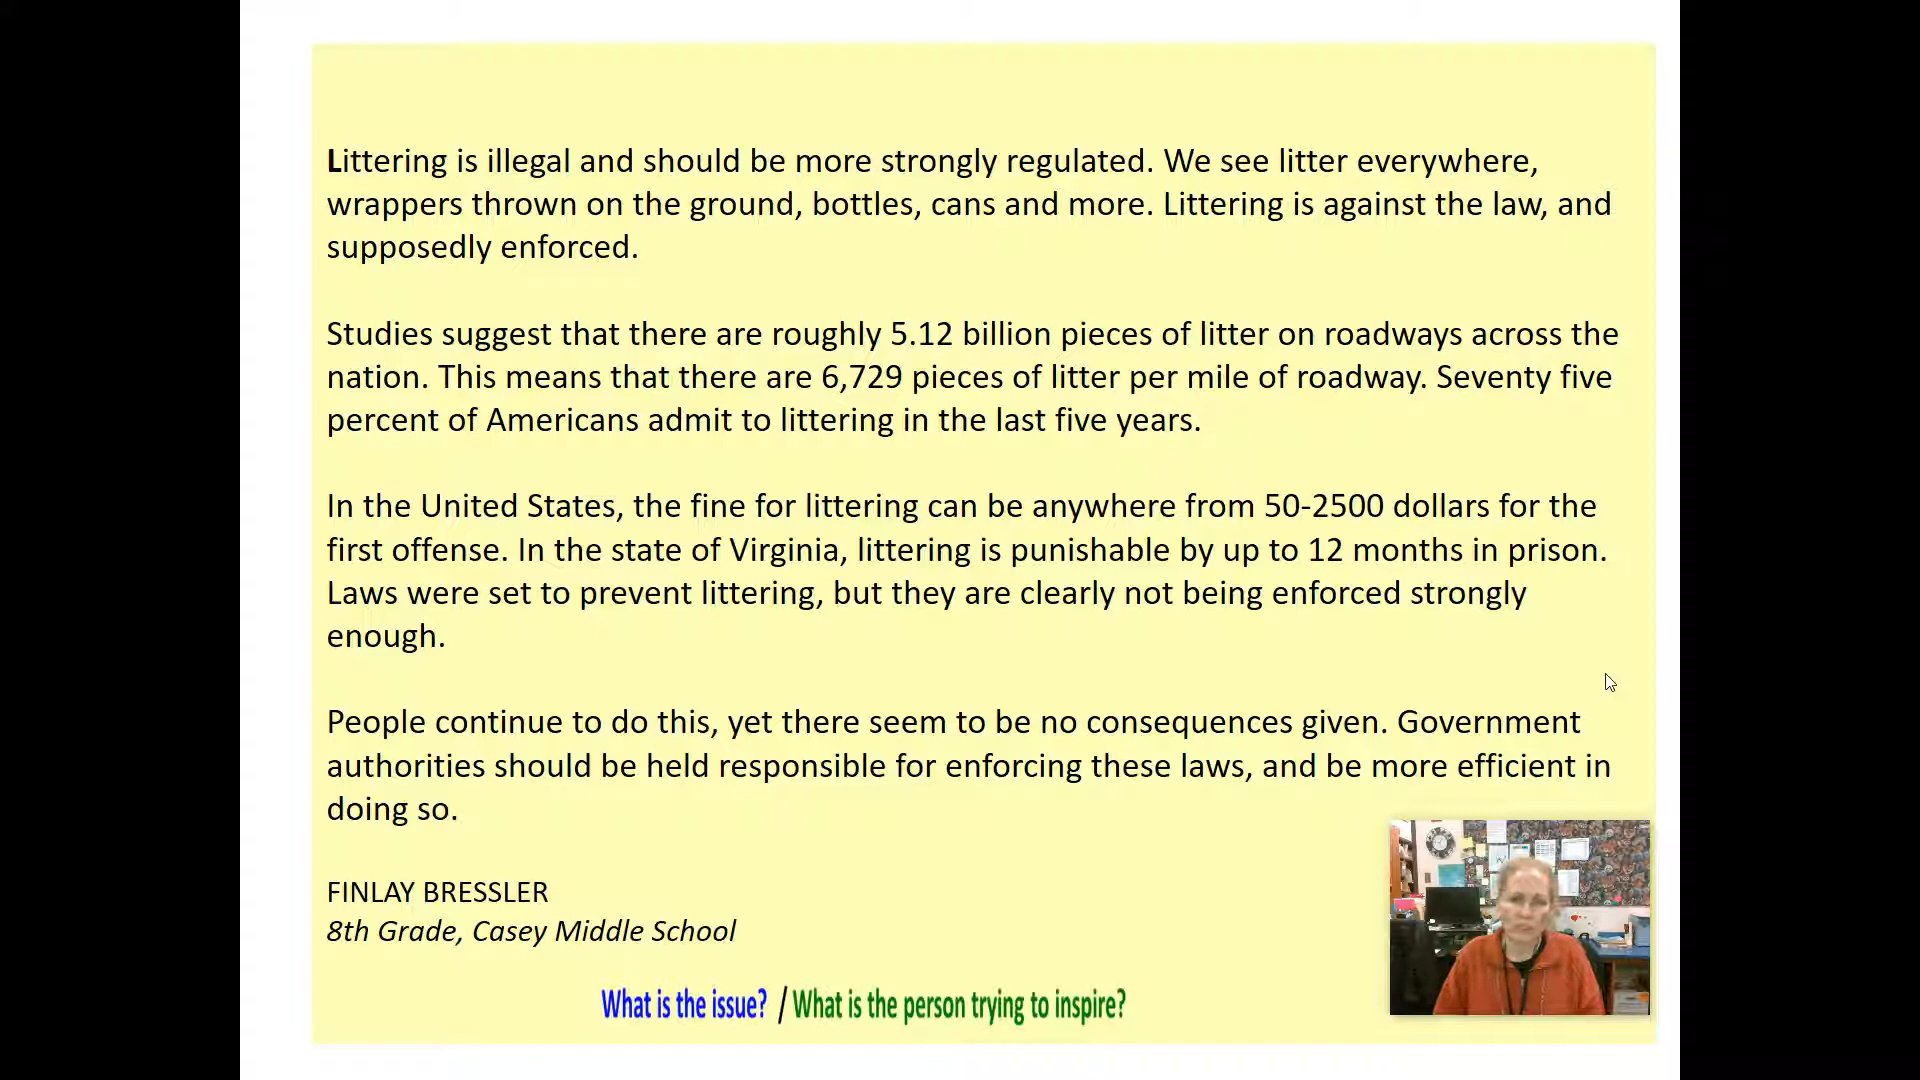 Littering is illegal and should be more strongly regulated. We see litter everywhere,
wrappers thrown on the ground, bottles, cans and more. Littering is against the law, and
supposedly enforced.
Studies suggest that there are roughly 5.12 billion pieces of litter on roadways across the
nation. This means that there are 6,729 pieces of litter per mile of roadway. Seventy five
percent of Americans admit to littering in the last five years.
In the United States, the fine for littering can be anywhere from 50-2500 dollars for the
first offense. In the state of Virginia, littering is punishable by up to 12 months in prison.
Laws were set to prevent littering, but they are clearly not being enforced strongly
enough.
People continue to do this, yet there seem to be no consequences given. Government
authorities should be held responsible for enforcing these laws, and be more efficient in
doing so.
FINLAY BRESSLER
8th Grade, Casey Middle School
What is the issue? / What is the person trying to inspire?